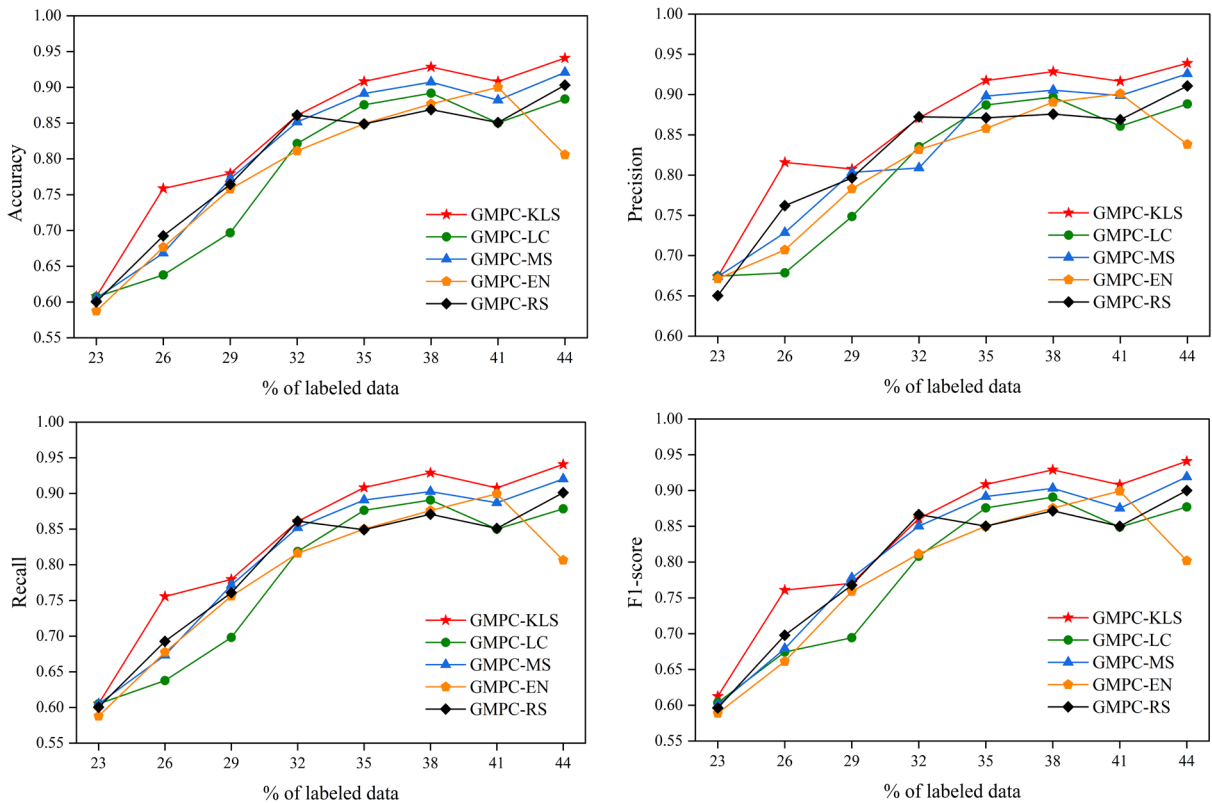 1.00
0.95
0.90
0.85
0.80
0.75
0.70
0.65
0.60
0.55
Accuracy
GMPC-KLS
GMPC-LC
GMPC-MS
GMPC-EN
GMPC-RS
23 26 29 32 35 38 41 44
% of labeled data
1.00
0.95
0.90
0.85
0.80
0.75
0.70
0.65
0.60
Precision
GMPC-KLS
GMPC-LC
GMPC-MS
GMPC-EN
GMPC-RS
23 26 29 32 35 38 41 44
% of labeled data
1.00
0.95
0.90
0.85
0.80
0.75
0.70
0.65
0.60
0.55
Recall
GMPC-KLS
GMPC-LC
GMPC-MS
GMPC-EN
GMPC-RS
23 26 29 32 35 38 41 44
% of labeled data
1.00
0.95
0.90
0.85
0.80
0.75
0.70
0.65
0.60
0.55
F1-score
GMPC-KLS
GMPC-LC
GMPC-MS
GMPC-EN
GMPC-RS
23 26 29 32 35 38 41 44
% of labeled data